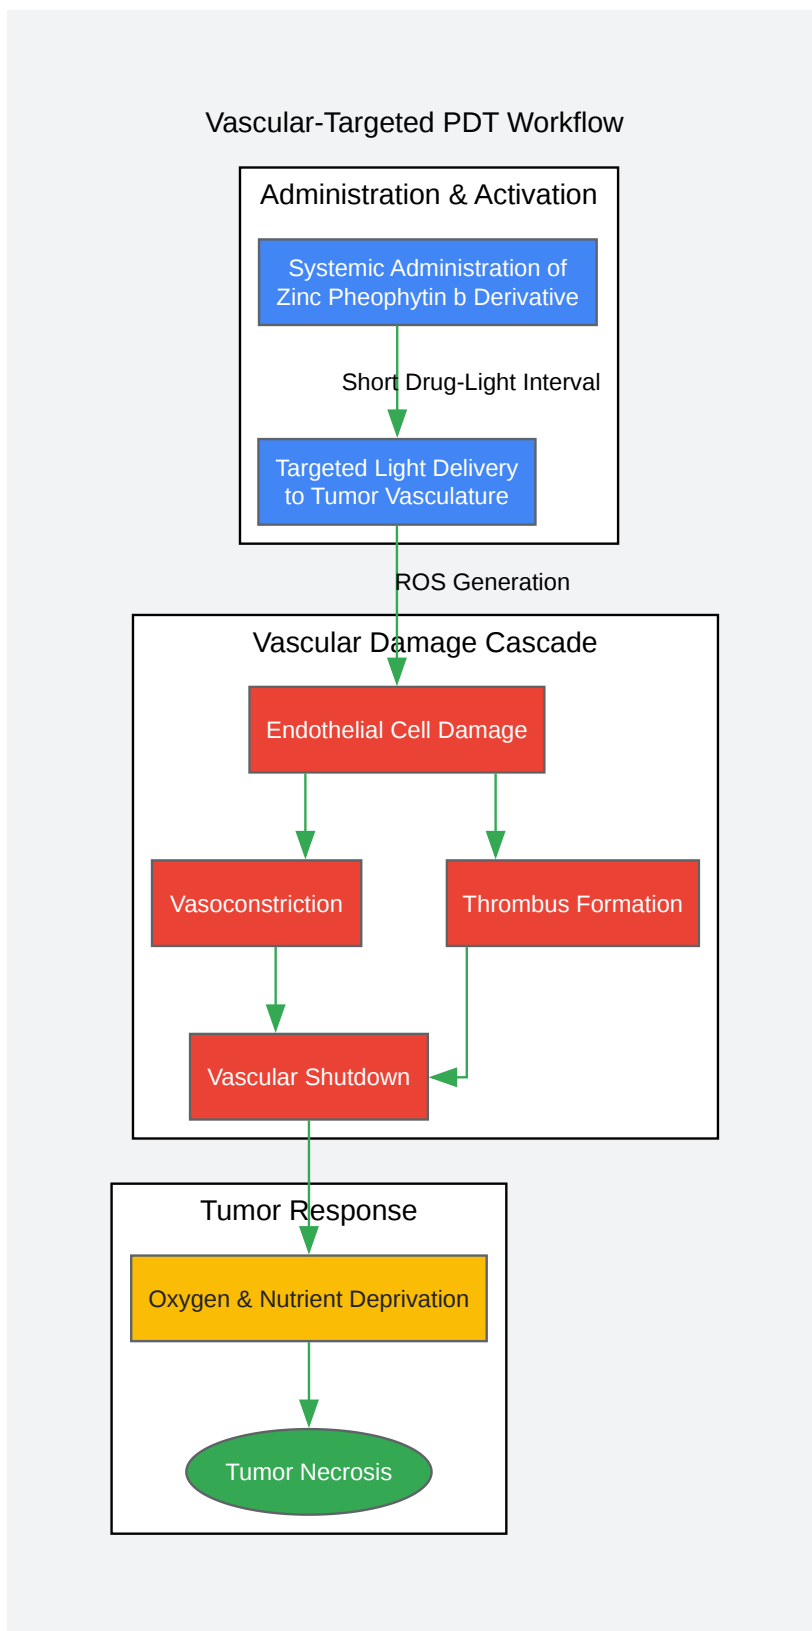 Vascular-Targeted PDT Workflow
Administration & Activation
Systemic Administration of
Zinc Pheophytin b Derivative
Short Drug-Light Interval
Targeted Light Delivery
to Tumor Vasculature
ROS Generation
Vascular Damage Cascade
Endothelial Cell Damage
Vasoconstriction
Thrombus Formation
Vascular Shutdown
Tumor Response
Oxygen & Nutrient Deprivation
Tumor Necrosis